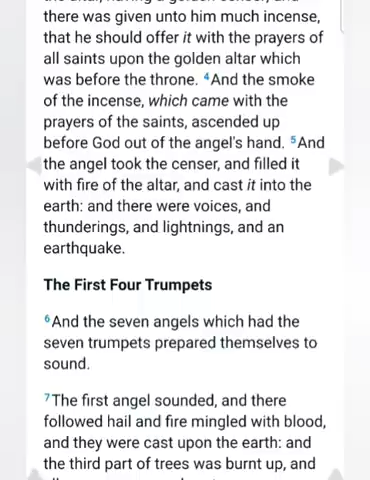 there was given unto him much incense,
that he should offer it with the prayers of
all saints upon the golden altar which
was before the throne. 4And the smoke
of the incense, which came with the
prayers of the saints, ascended up
before God out of the angel's hand. 5And
the angel took the censer, and filled it
with fire of the altar, and cast it into the
earth: and there were voices, and
thunderings, and lightnings, and an
earthquake.
The First Four Trumpets
6And the seven angels which had the
seven trumpets prepared themselves to
sound.
7The first angel sounded, and there
followed hail and fire mingled with blood,
and they were cast upon the earth: and
the third part of trees was burnt up, and